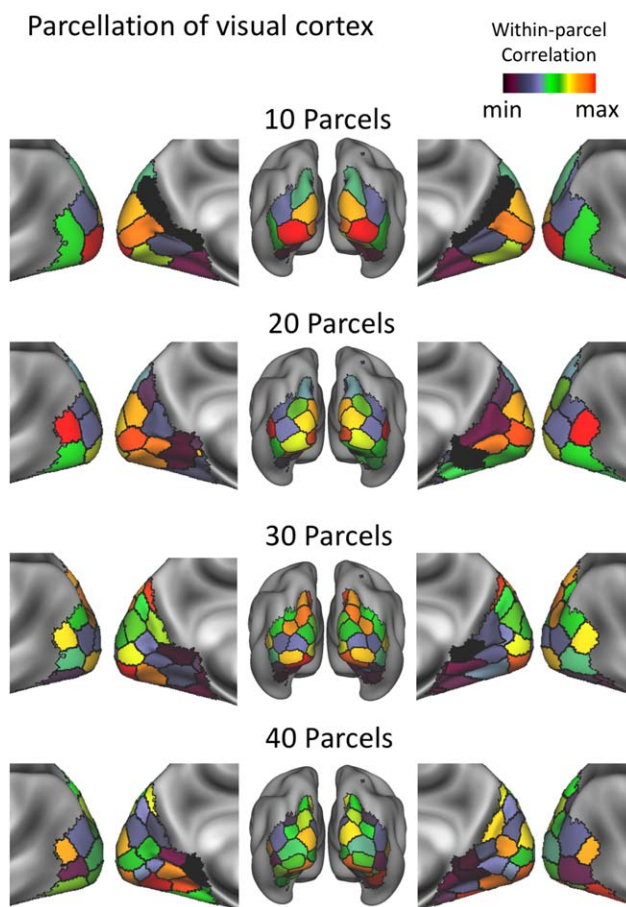 Parcellation of visual cortex
Within-parcel
Correlation
min max
10 Parcels
20 Parcels
30 Parcels
40 Parcels